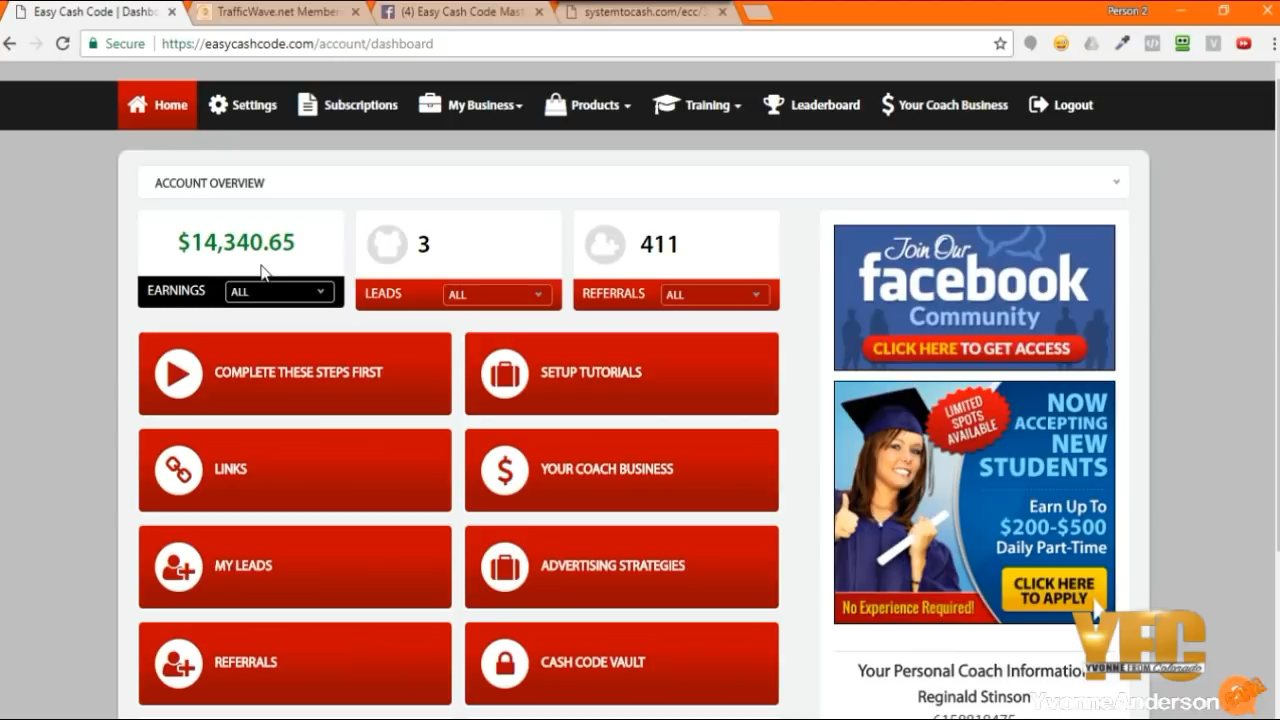 Easy Cash Code | Dashbo
TrafficWave.net Member
(4) Easy Cash Code Mast
systemtocash.com/ecc/
Person 2
Secure
https://easycashcode.com/account/dashboard
Home
Settings
Subscriptions
My Business
Products
Training
Leaderboard
Your Coach Business
Logout
ACCOUNT OVERVIEW
$14,340.65
EARNINGS ALL
3
LEADS ALL
411
REFERRALS ALL
COMPLETE THESE STEPS FIRST
SETUP TUTORIALS
LINKS
YOUR COACH BUSINESS
MY LEADS
ADVERTISING STRATEGIES
REFERRALS
CASH CODE VAULT
Join Our
facebook
Community
CLICK HERE TO GET ACCESS
LIMITED
SPOTS
AVAILABLE
NOW
ACCEPTING
NEW
STUDENTS
Earn Up To
$200-$500
Daily Part-Time
CLICK HERE
TO APPLY
No Experience Required!
YFC
YVONNE FROM Colorado
Your Personal Coach Information
Reginald Stinson
YvonneAnderson